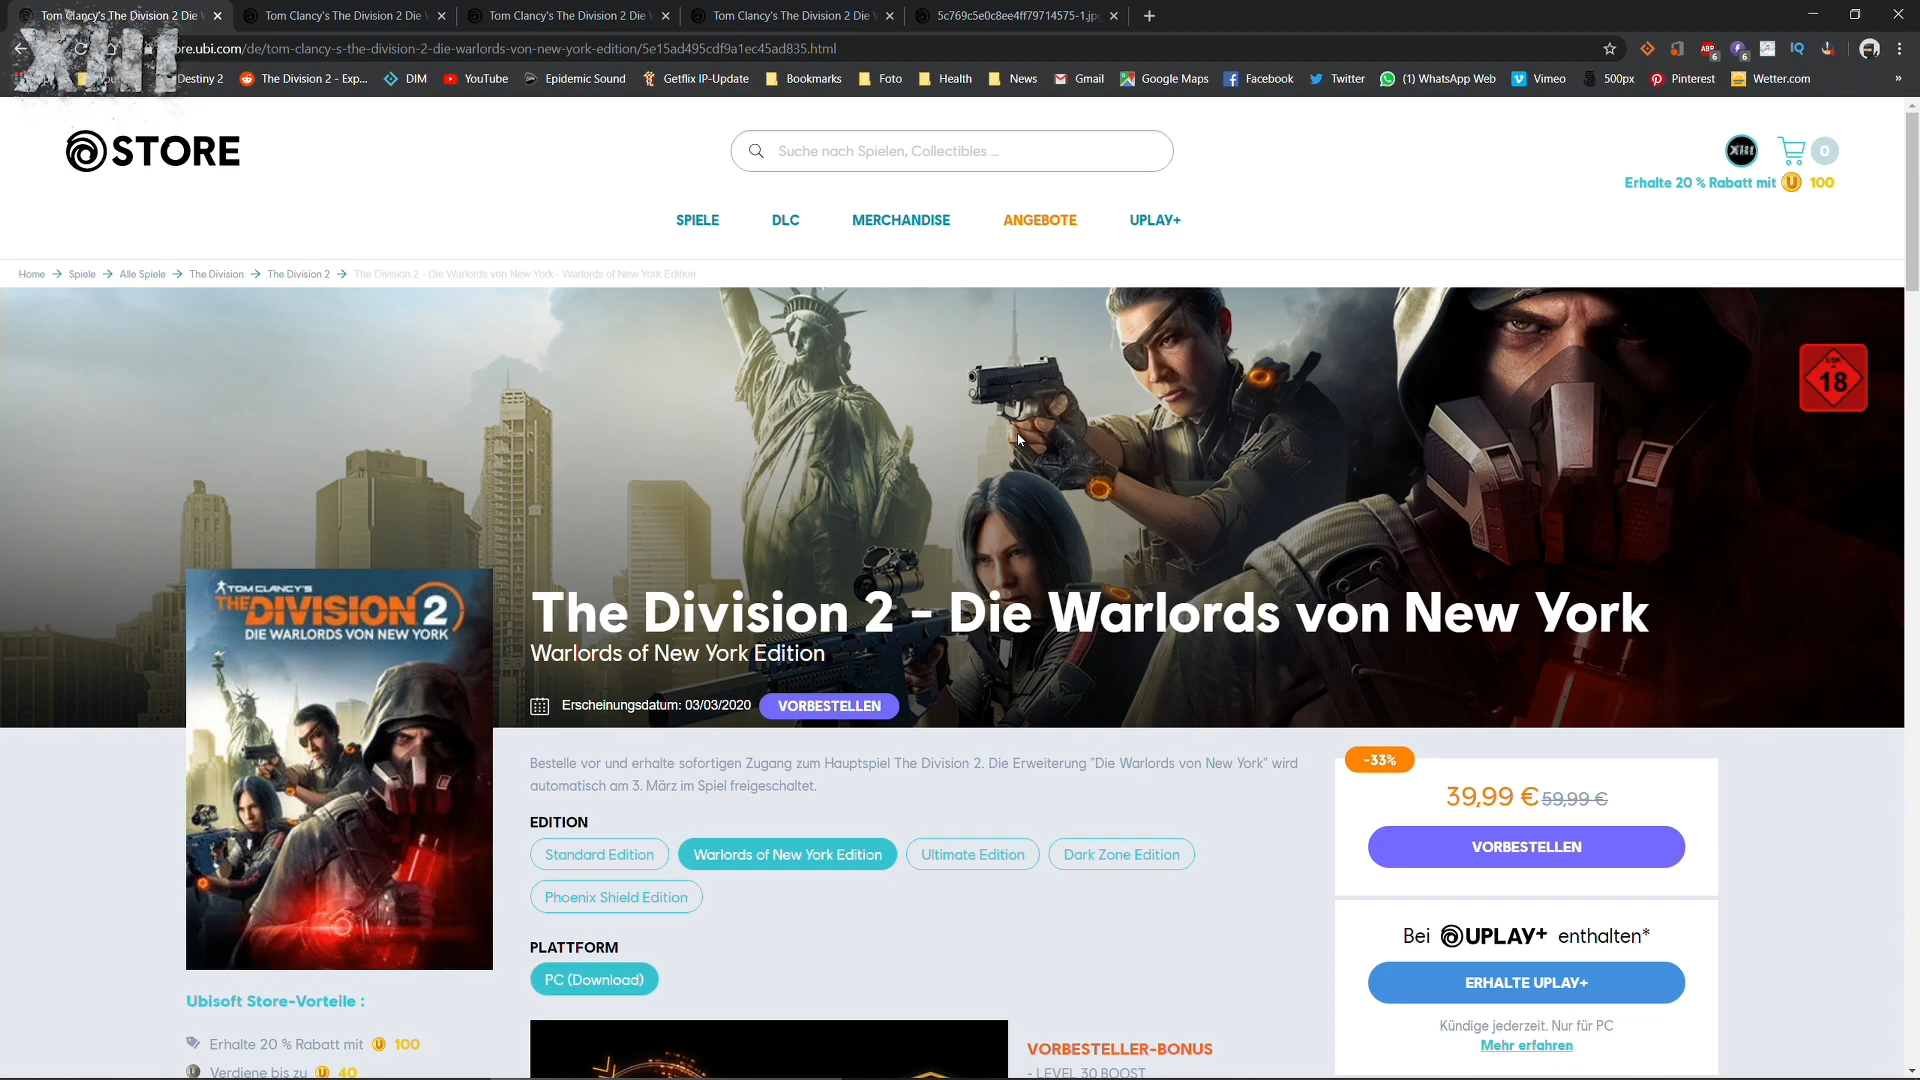 Tom Clancy's The Division 2 Die
Tom Clancy's The Division 2 Die
Tom Clancy's The Division 2 Die
Tom Clancy's The Division 2 Die
5c769c5e0c8ee4ff79714575-1.jp
XHI
re.ubi.com/de/tom-clancy-s-the-division-2-die-warlords-von-new-york-edition/5e15ad495cdf9a1ec45ad835.html
ABP 6 6 IQ
Destiny 2 The Division 2 - Exp... DIM YouTube Epidemic Sound Getflix IP-Update Bookmarks Foto Health News Gmail Google Maps Facebook Twitter (1) WhatsApp Web Vimeo 500px Pinterest Wetter.com »
STORE
Suche nach Spielen, Collectibles ...
XHI
0
Erhalte 20 % Rabatt mit U 100
SPIELE DLC MERCHANDISE ANGEBOTE UPLAY+
Home → Spiele → Alle Spiele → The Division → The Division 2 → The Division 2 - Die Warlords von New York - Warlords of New York Edition
USK
18
TOM CLANCY'S
THE DIVISION 2
DIE WARLORDS VON NEW YORK
The Division 2 - Die Warlords von New York
Warlords of New York Edition
Erscheinungsdatum: 03/03/2020 VORBESTELLEN
Bestelle vor und erhalte sofortigen Zugang zum Hauptspiel The Division 2. Die Erweiterung "Die Warlords von New York" wird
automatisch am 3. März im Spiel freigeschaltet.
EDITION
Standard Edition Warlords of New York Edition Ultimate Edition Dark Zone Edition
Phoenix Shield Edition
PLATTFORM
PC (Download)
-33%
39,99 € 59,99 €
VORBESTELLEN
Bei UPLAY+ enthalten*
ERHALTE UPLAY+
Kündige jederzeit. Nur für PC
Mehr erfahren
Ubisoft Store-Vorteile :
Erhalte 20 % Rabatt mit U 100
Verdiene bis zu U 40
VORBESTELLER-BONUS
- LEVEL 30 BOOST